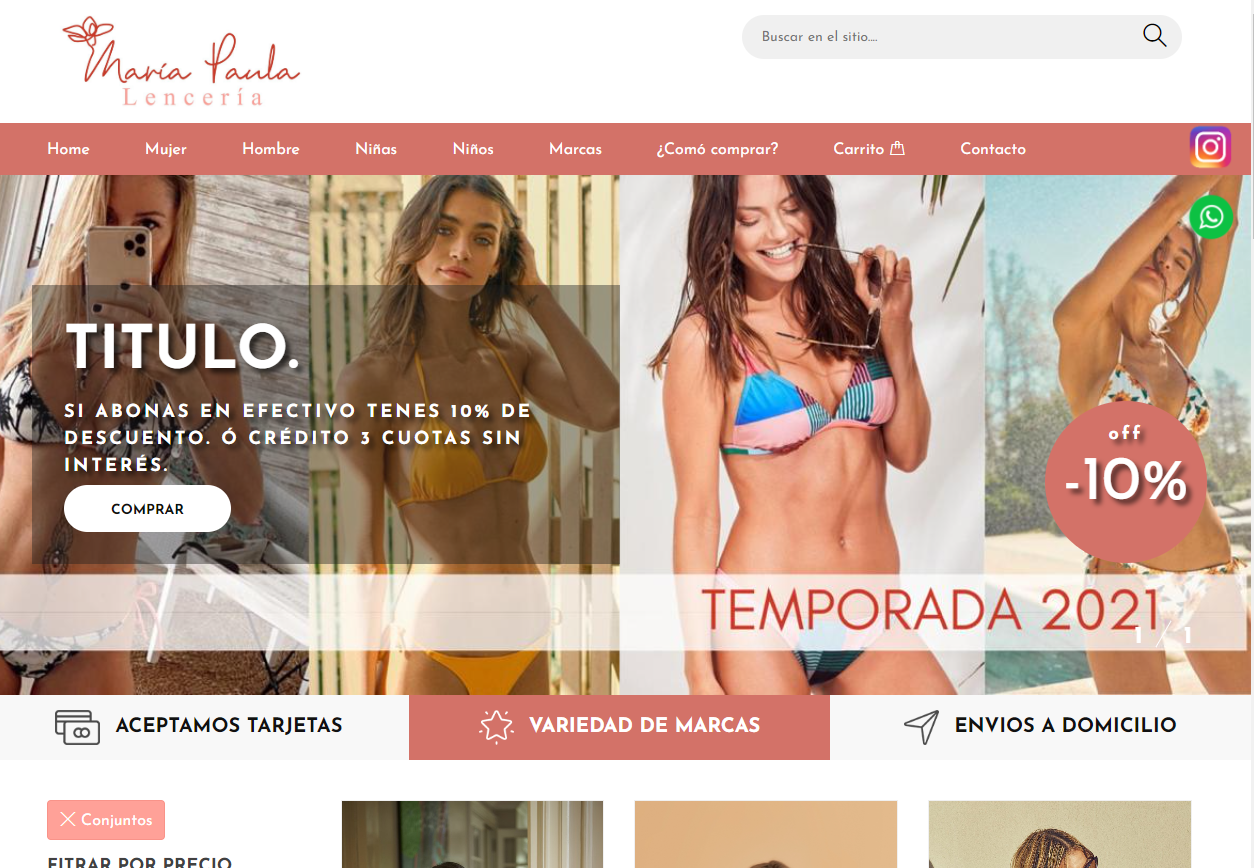 María Paula
Lencería
Buscar en el sitio....
Home Mujer Hombre Niñas Niños Marcas ¿Comó comprar? Carrito Contacto
TITULO.
SI ABONAS EN EFECTIVO TENES 10% DE
DESCUENTO. Ó CRÉDITO 3 CUOTAS SIN
INTERÉS.
COMPRAR
off
-10%
TEMPORADA 2021
1 / 1
ACEPTAMOS TARJETAS VARIEDAD DE MARCAS ENVIOS A DOMICILIO
Conjuntos
FITRAR POR PRECIO